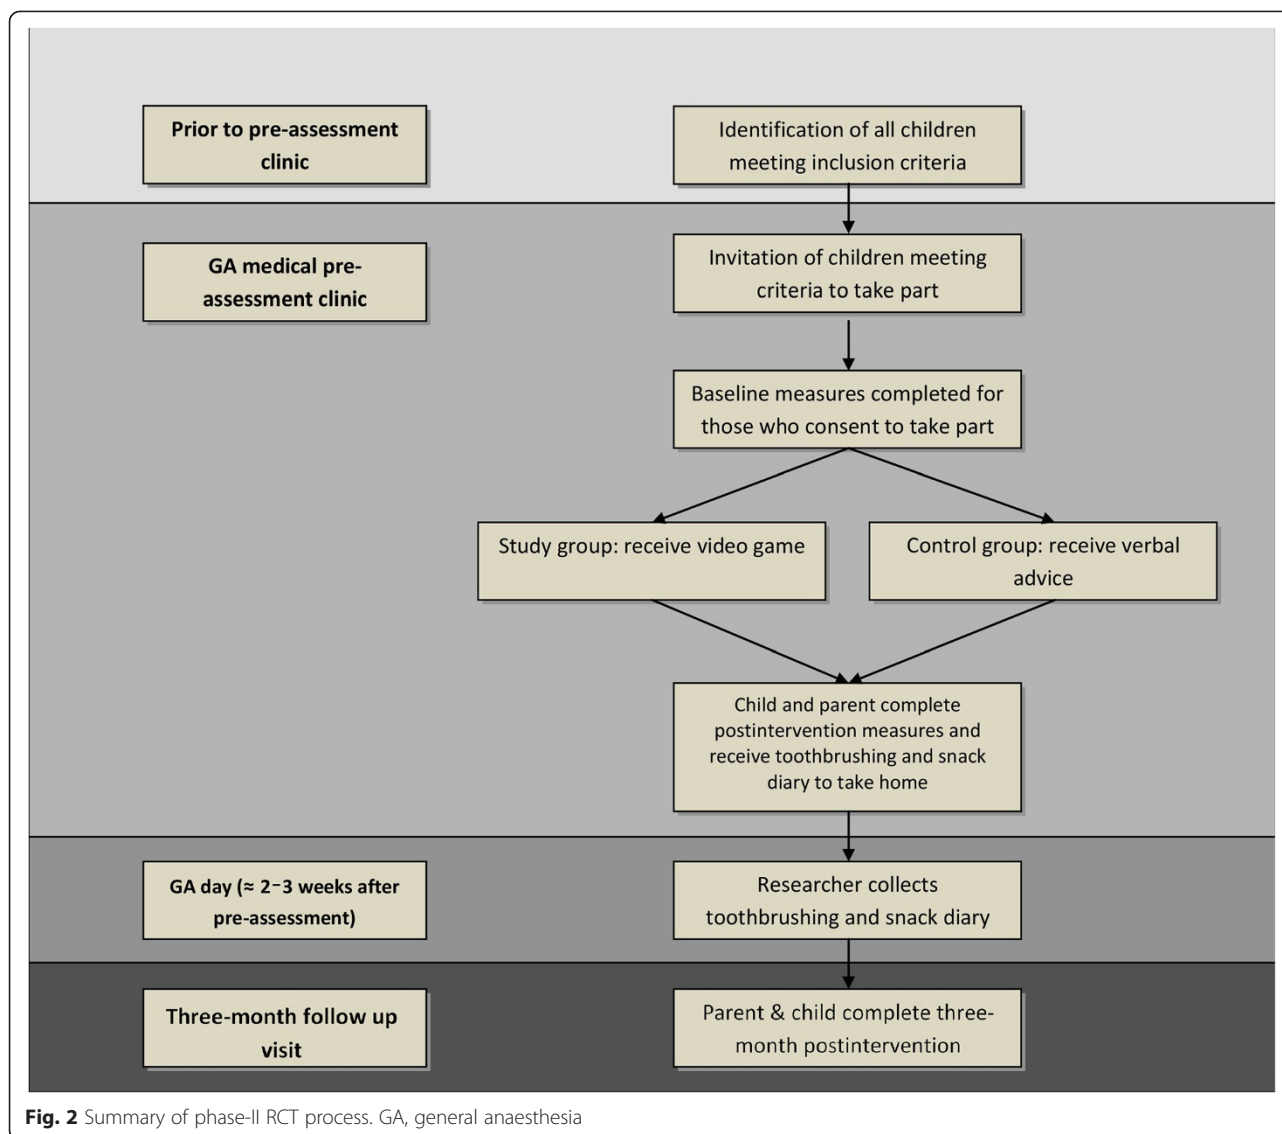 Prior to pre-assessment
clinic
Identification of all children
meeting inclusion criteria
GA medical pre-
assessment clinic
Invitation of children meeting
criteria to take part
Baseline measures completed for
those who consent to take part
Study group: receive video game
Control group: receive verbal
advice
Child and parent complete
postintervention measures and
receive toothbrushing and snack
diary to take home
GA day (≈ 2–3 weeks after
pre-assessment)
Researcher collects
toothbrushing and snack diary
Three-month follow up
visit
Parent & child complete three-
month postintervention
Fig. 2 Summary of phase-II RCT process. GA, general anaesthesia